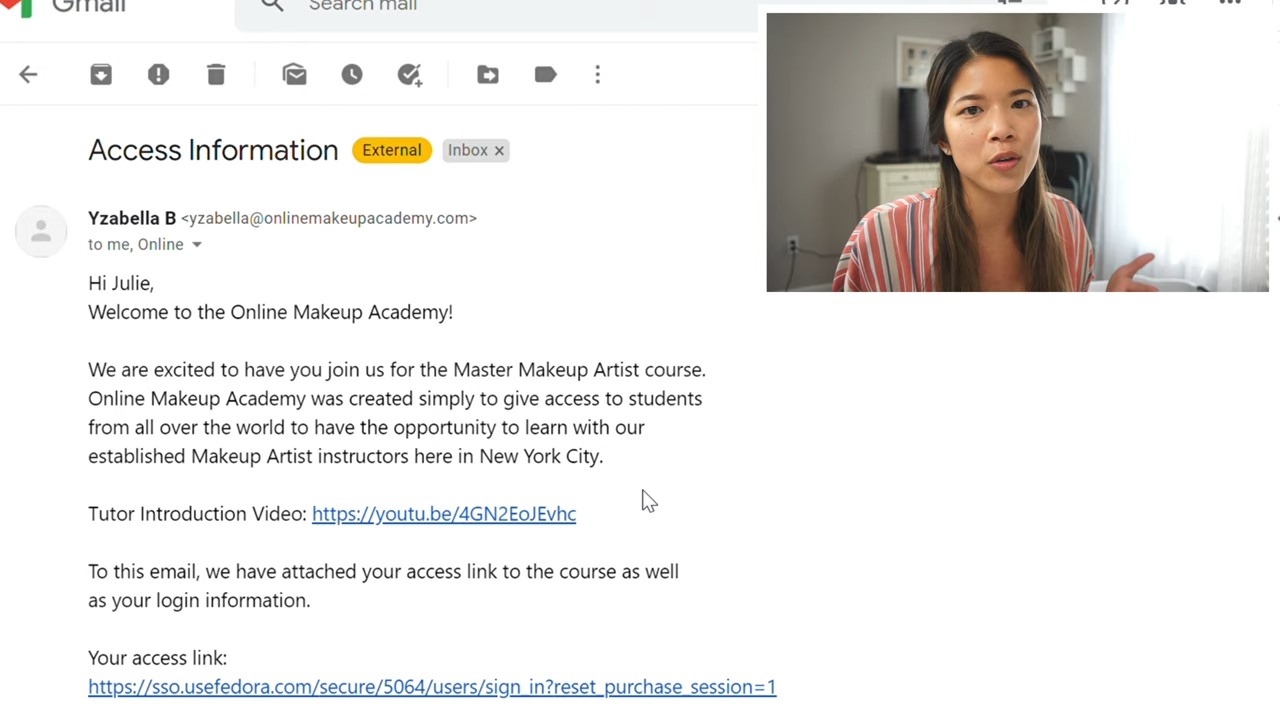 Gmail
Search mail
Access Information External Inbox ×
Yzabella B <yzabella@onlinemakeupacademy.com>
to me, Online
Hi Julie,
Welcome to the Online Makeup Academy!
We are excited to have you join us for the Master Makeup Artist course.
Online Makeup Academy was created simply to give access to students
from all over the world to have the opportunity to learn with our
established Makeup Artist instructors here in New York City.
Tutor Introduction Video: https://youtu.be/4GN2EoJEvhc
To this email, we have attached your access link to the course as well
as your login information.
Your access link:
https://sso.usefedora.com/secure/5064/users/sign_in?reset_purchase_session=1